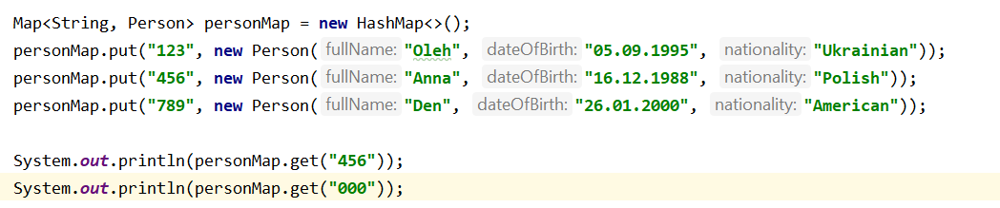 Map<String, Person> personMap = new HashMap<>();
personMap.put("123", new Person( fullName: "Oleh", dateOfBirth: "05.09.1995", nationality: "Ukrainian"));
personMap.put("456", new Person( fullName: "Anna", dateOfBirth: "16.12.1988", nationality: "Polish"));
personMap.put("789", new Person( fullName: "Den", dateOfBirth: "26.01.2000", nationality: "American"));
System.out.println(personMap.get("456"));
System.out.println(personMap.get("000"));